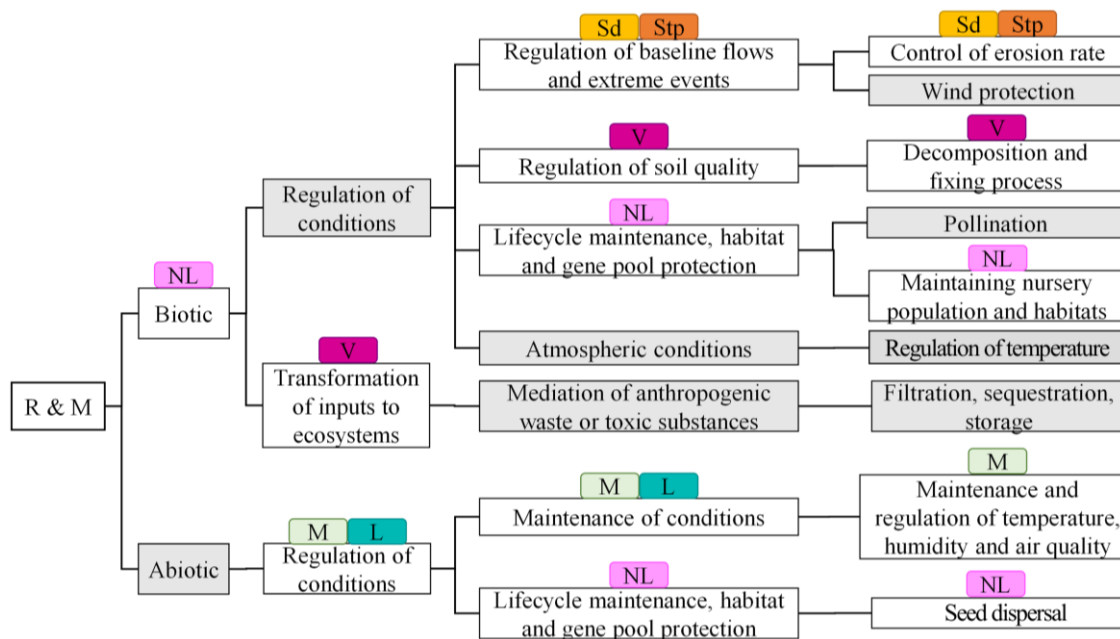 Sd Stp
Regulation of baseline flows
and extreme events
Sd Stp
Control of erosion rate
Wind protection
V
Regulation of soil quality
V
Decomposition and
fixing process
Regulation of
conditions
NL
Lifecycle maintenance, habitat
and gene pool protection
Pollination
NL
Maintaining nursery
population and habitats
NL
Biotic
Atmospheric conditions
Regulation of temperature
V
Transformation
of inputs to
ecosystems
Mediation of anthropogenic
waste or toxic substances
Filtration, sequestration,
storage
R & M
M L
Maintenance of conditions
M
Maintenance and
regulation of temperature,
humidity and air quality
Abiotic
M L
Regulation of
conditions
NL
Lifecycle maintenance, habitat
and gene pool protection
NL
Seed dispersal